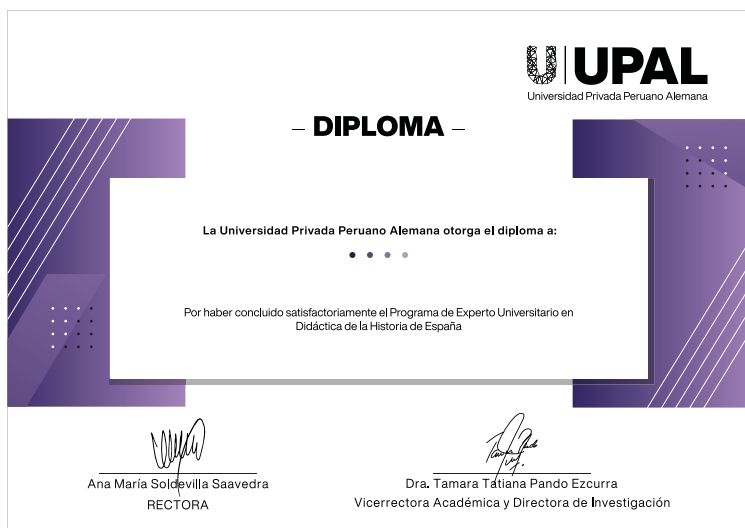 UPAL
Universidad Privada Peruano Alemana
– DIPLOMA –
La Universidad Privada Peruano Alemana otorga el diploma a:
Por haber concluido satisfactoriamente el Programa de Experto Universitario en
Didáctica de la Historia de España
Ana María Soldevilla Saavedra
RECTORA
Dra. Tamara Tatiana Pando Ezcurra
Vicerrectora Académica y Directora de Investigación